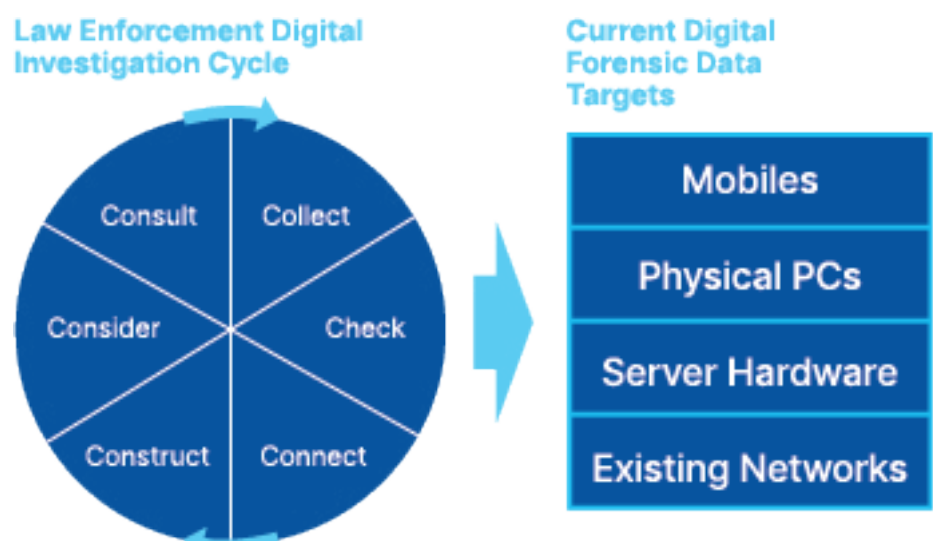 Law Enforcement Digital
Investigation Cycle
Consult
Collect
Consider
Check
Construct
Connect
Current Digital
Forensic Data
Targets
Mobiles
Physical PCs
Server Hardware
Existing Networks